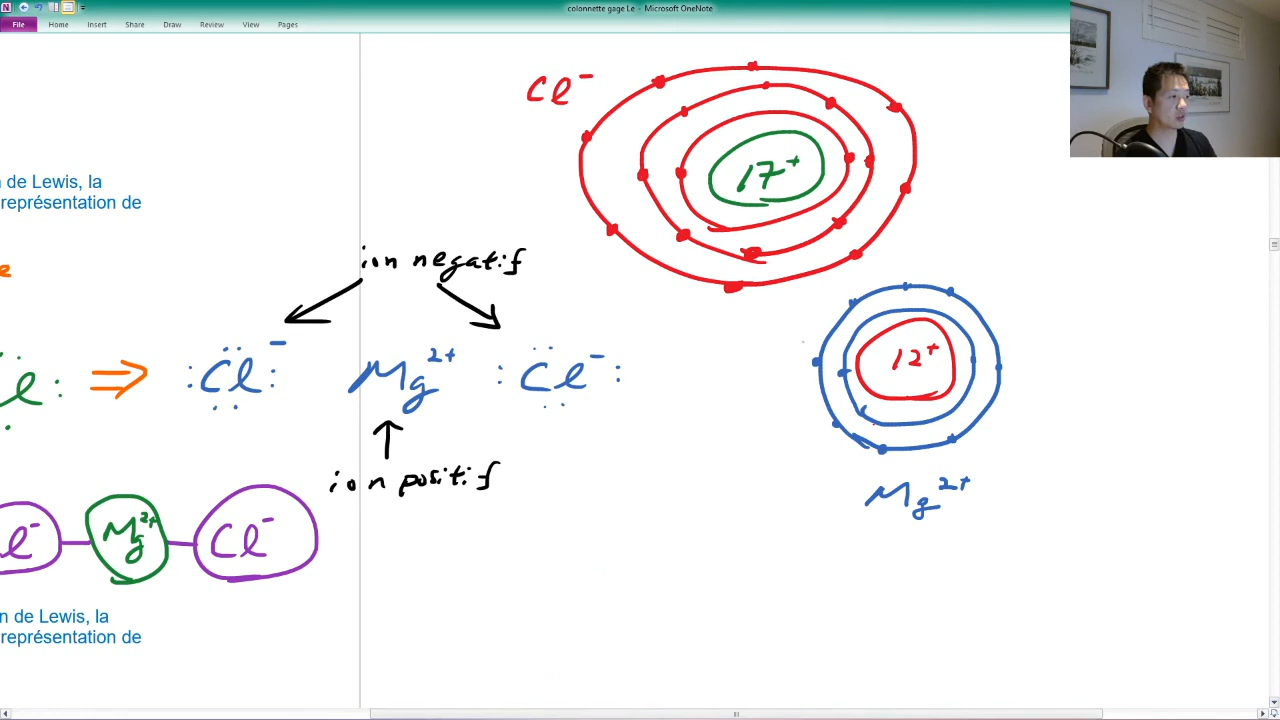 colonnette gage Le - Microsoft OneNote
File Home Insert Share Draw Review View Pages
Cl⁻
17⁺
n de Lewis, la
représentation de
e
ion negatif
l: ⇒ :Cl:⁻ Mg²⁺ :Cl⁻:
12⁺
ion positif
Mg²⁺
l⁻ Mg²⁺ Cl⁻
n de Lewis, la
représentation de